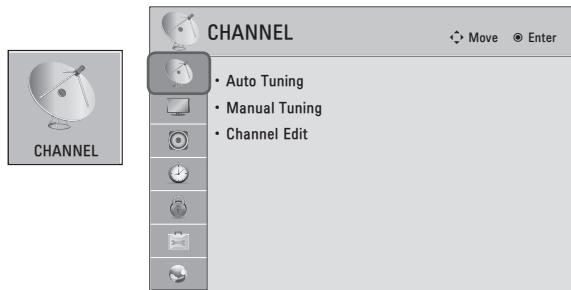 CHANNEL
CHANNEL Move Enter
• Auto Tuning
• Manual Tuning
• Channel Edit